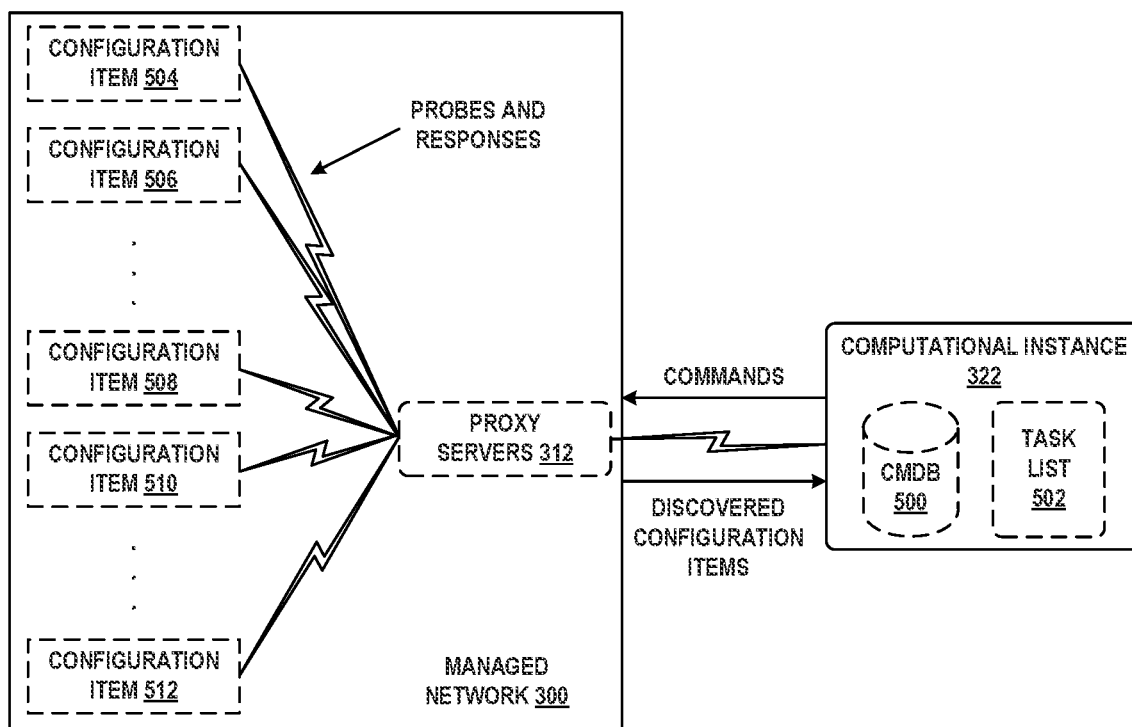 CONFIGURATION
ITEM 504
PROBES AND
RESPONSES
CONFIGURATION
ITEM 506
CONFIGURATION
ITEM 508
CONFIGURATION
ITEM 510
CONFIGURATION
ITEM 512
PROXY
SERVERS 312
MANAGED
NETWORK 300
COMMANDS
DISCOVERED
CONFIGURATION
ITEMS
COMPUTATIONAL INSTANCE
322
CMDB
500
TASK
LIST
502